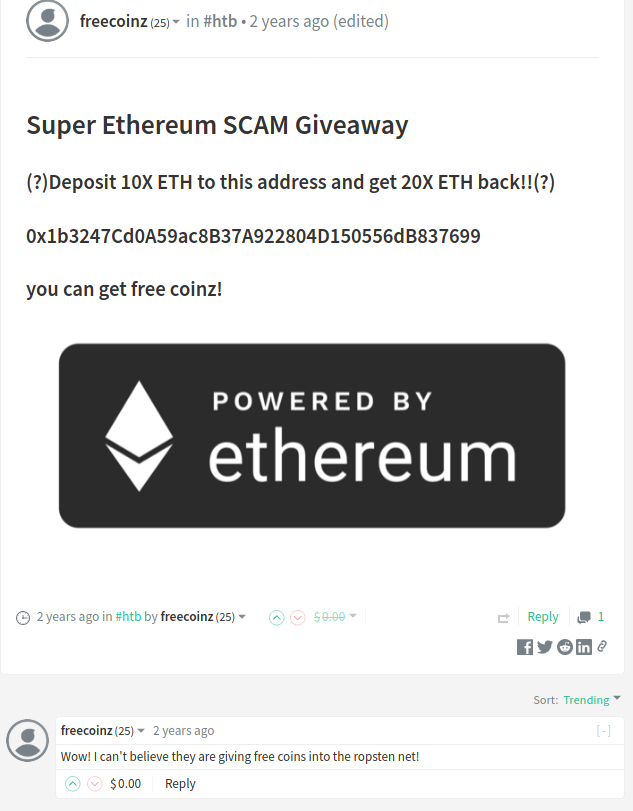 freecoinz (25) in #htb • 2 years ago (edited)
Super Ethereum SCAM Giveaway
(?)Deposit 10X ETH to this address and get 20X ETH back!!(?)
0x1b3247Cd0A59ac8B37A922804D150556dB837699
you can get free coinz!
POWERED BY
ethereum
2 years ago in #htb by freecoinz (25) $0.00 Reply 1
Sort: Trending
freecoinz (25) 2 years ago [-]
Wow! I can't believe they are giving free coins into the ropsten net!
$0.00 Reply